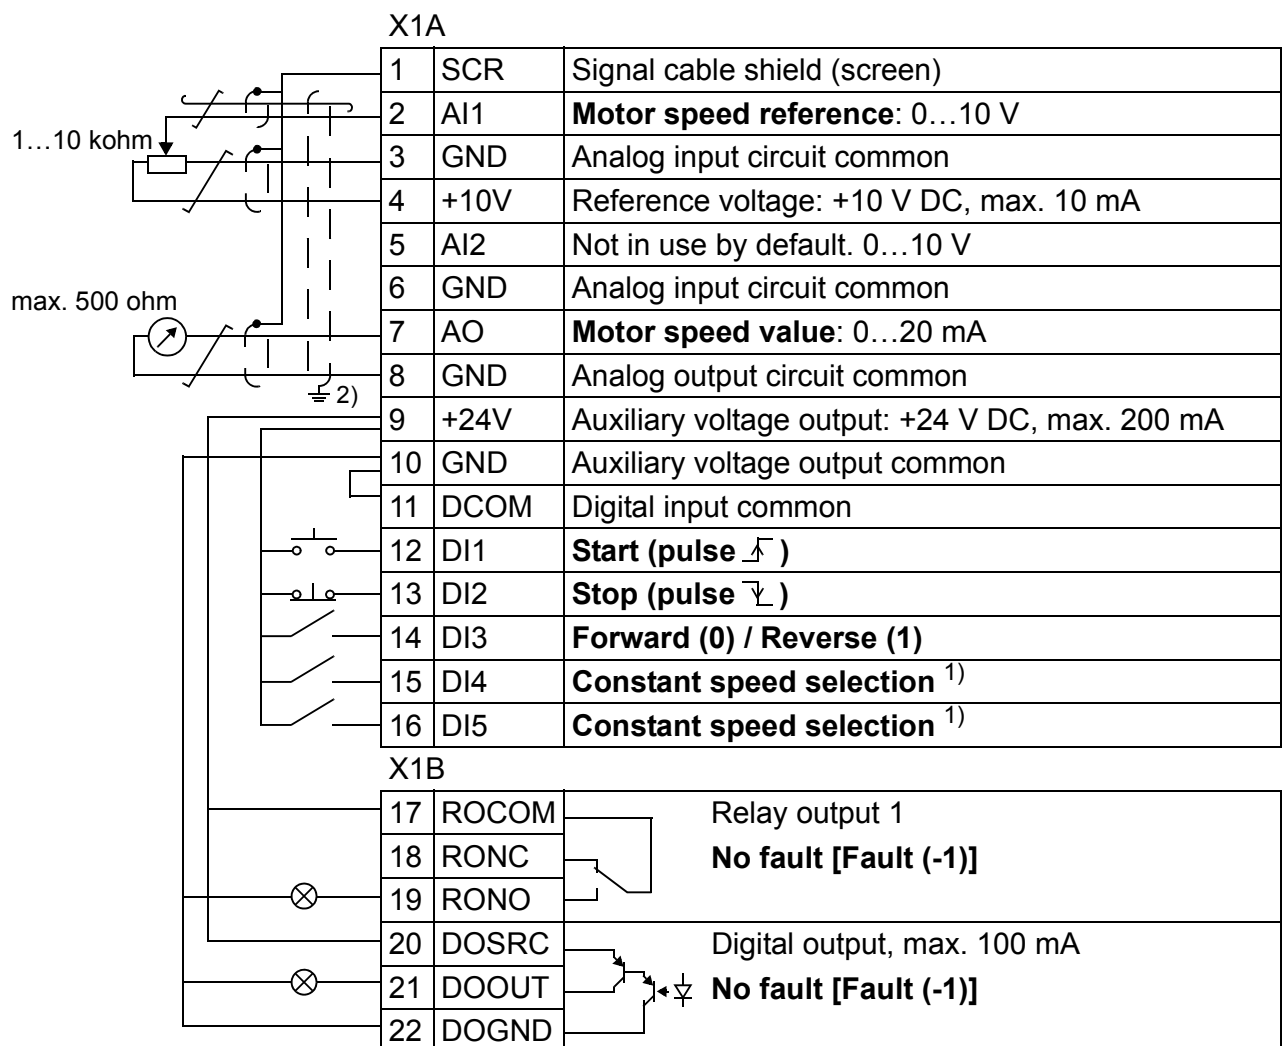 X1A
1 SCR Signal cable shield (screen)
2 AI1 Motor speed reference: 0…10 V
1…10 kohm
3 GND Analog input circuit common
4 +10V Reference voltage: +10 V DC, max. 10 mA
5 AI2 Not in use by default. 0…10 V
6 GND Analog input circuit common
max. 500 ohm
7 AO Motor speed value: 0…20 mA
8 GND Analog output circuit common
2)
9 +24V Auxiliary voltage output: +24 V DC, max. 200 mA
10 GND Auxiliary voltage output common
11 DCOM Digital input common
12 DI1 Start (pulse )
13 DI2 Stop (pulse )
14 DI3 Forward (0) / Reverse (1)
15 DI4 Constant speed selection 1)
16 DI5 Constant speed selection 1)
X1B
17 ROCOM Relay output 1
18 RONC No fault [Fault (-1)]
19 RONO
20 DOSRC Digital output, max. 100 mA
21 DOOUT No fault [Fault (-1)]
22 DOGND